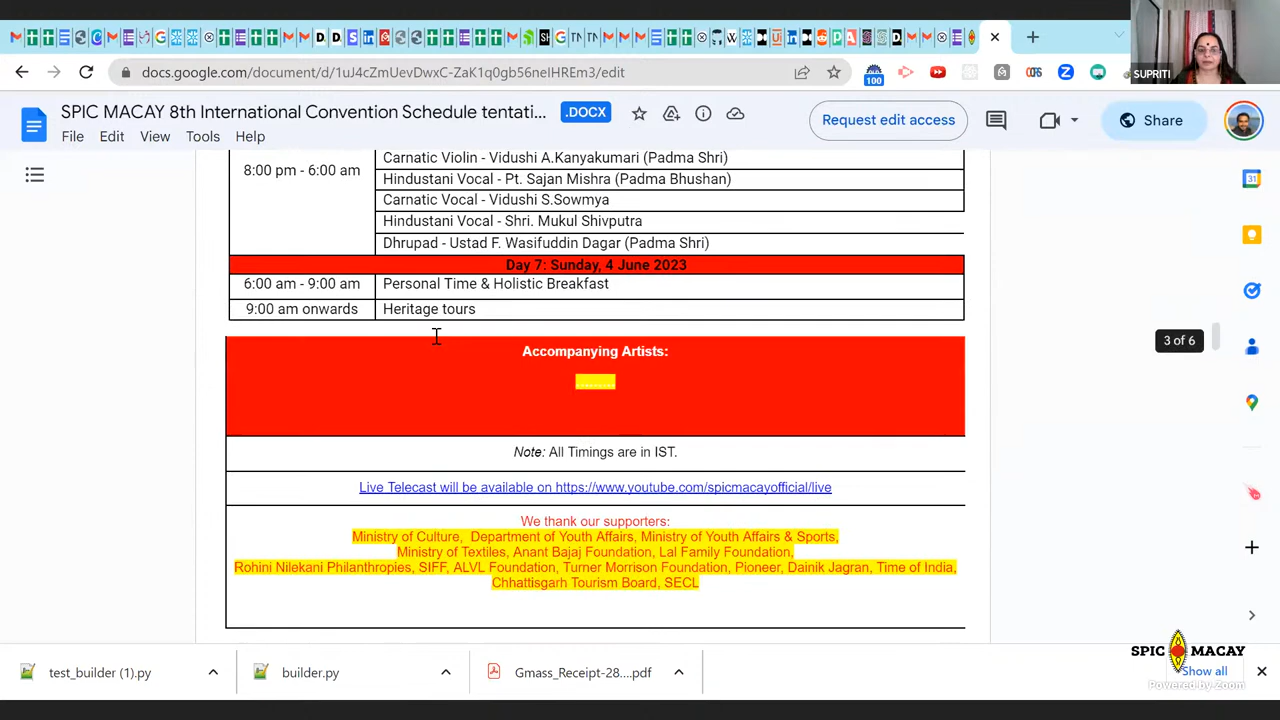 SUPRITI
docs.google.com/document/d/1uJ4cZmUevDwxC-ZaK1q0gb56neIHREm3/edit
100
SPIC MACAY 8th International Convention Schedule tentati...
.DOCX
Request edit access
Share
File Edit View Tools Help
31
Carnatic Violin - Vidushi A.Kanyakumari (Padma Shri)
8:00 pm - 6:00 am
Hindustani Vocal - Pt. Sajan Mishra (Padma Bhushan)
Carnatic Vocal - Vidushi S.Sowmya
Hindustani Vocal - Shri. Mukul Shivputra
Dhrupad - Ustad F. Wasifuddin Dagar (Padma Shri)
Day 7: Sunday, 4 June 2023
6:00 am - 9:00 am Personal Time & Holistic Breakfast
9:00 am onwards Heritage tours
3 of 6
Accompanying Artists:
.........
Note: All Timings are in IST.
Live Telecast will be available on https://www.youtube.com/spicmacayofficial/live
We thank our supporters:
Ministry of Culture, Department of Youth Affairs, Ministry of Youth Affairs & Sports,
Ministry of Textiles, Anant Bajaj Foundation, Lal Family Foundation,
Rohini Nilekani Philanthropies, SIFF, ALVL Foundation, Turner Morrison Foundation, Pioneer, Dainik Jagran, Time of India,
Chhattisgarh Tourism Board, SECL
test_builder (1).py
builder.py
Gmass_Receipt-28....pdf
SPIC MACAY
Show all
Powered by Zoom